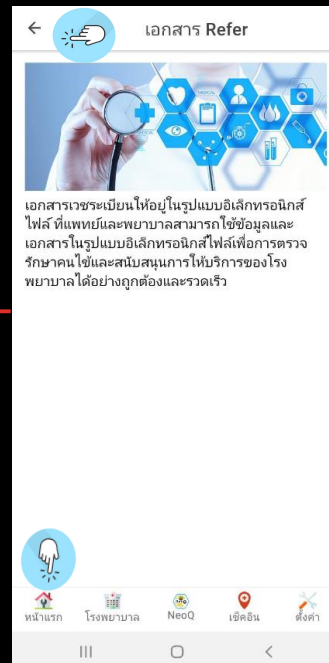 เอกสาร Refer
เอกสารเวชระเบียนให้อยู่ในรูปแบบอิเล็กทรอนิกส์
ไฟล์ ที่แพทย์และพยาบาลสามารถใช้ข้อมูลและ
เอกสารในรูปแบบอิเล็กทรอนิกส์ไฟล์เพื่อการตรวจ
รักษาคนไข้และสนับสนุนการให้บริการของโรง
พยาบาลได้อย่างถูกต้องและรวดเร็ว
หน้าแรก โรงพยาบาล NeoQ เช็คอิน ตั้งค่า